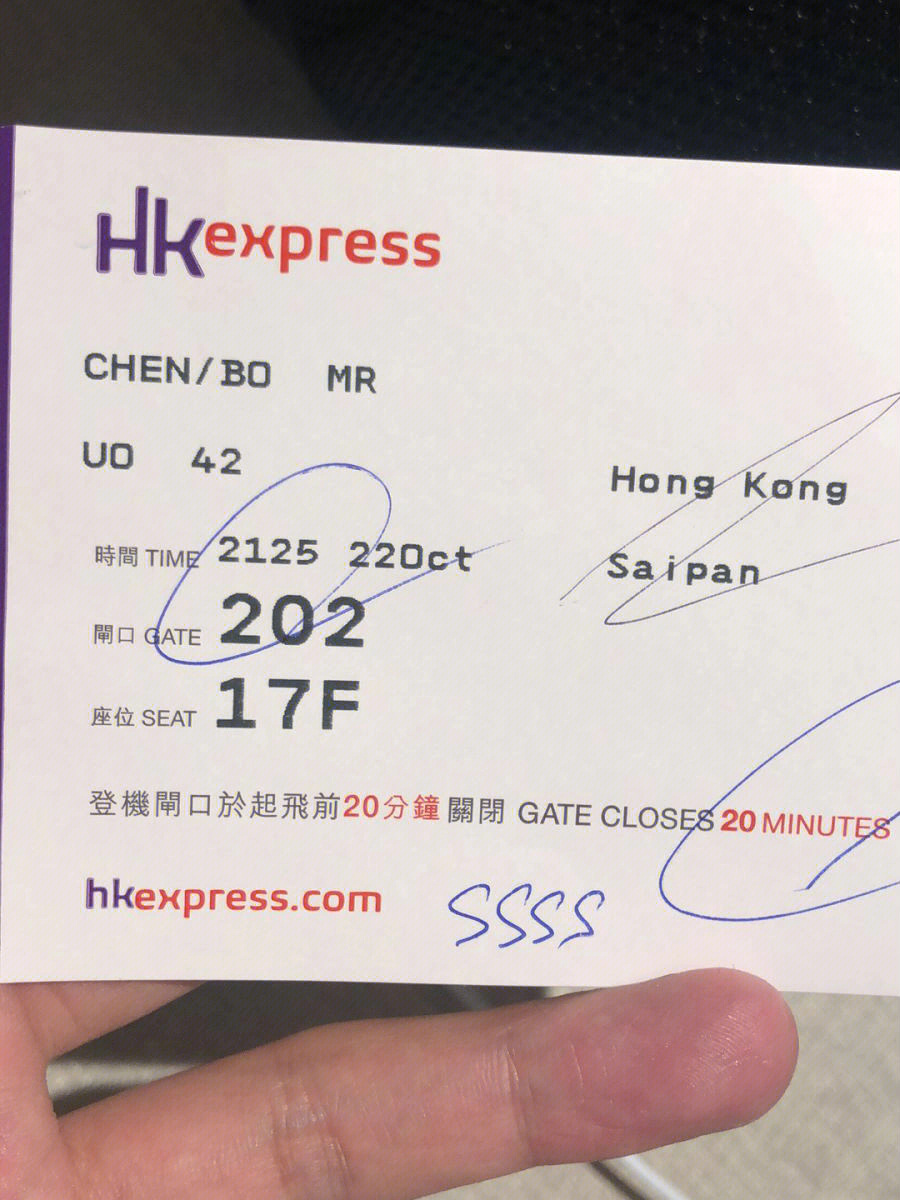 hkexpress
CHEN/BO MR
UO 42
Hong Kong
時間 TIME 2125 22Oct
Saipan
閘口 GATE 202
座位 SEAT 17F
登機閘口於起飛前20分鐘關閉 GATE CLOSES 20 MINUTES
hkexpress.com
SSSS